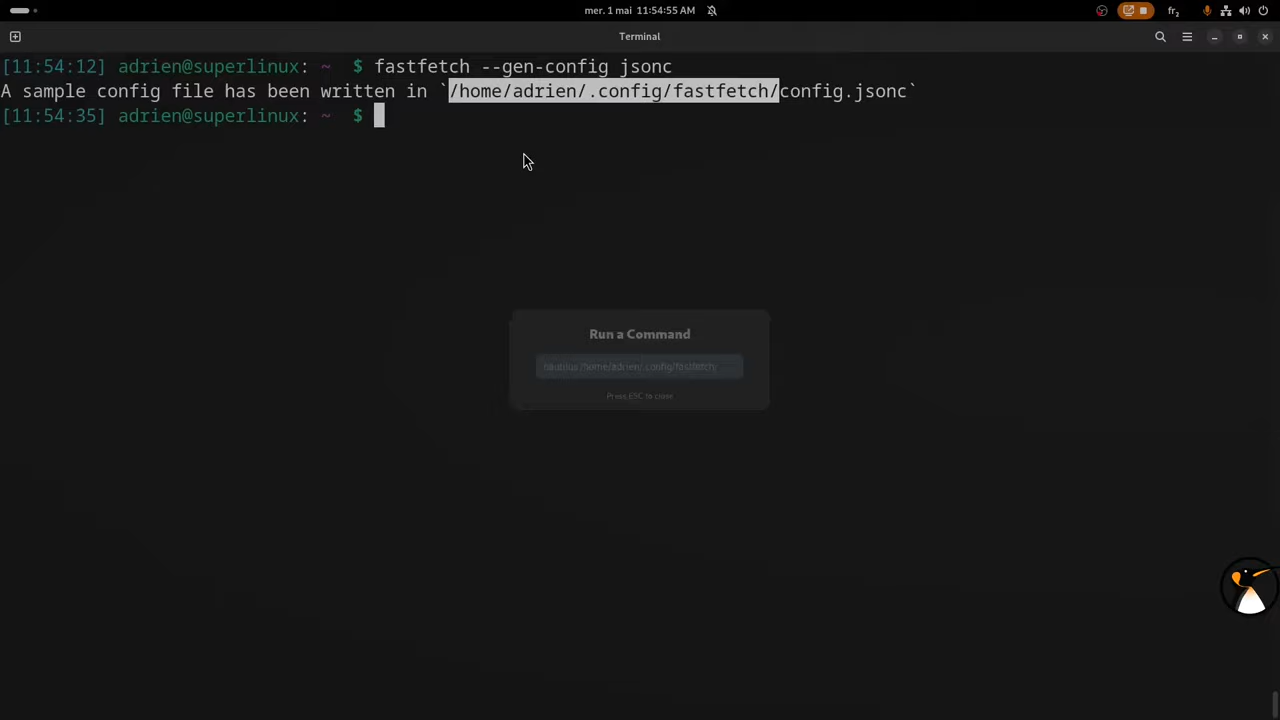 mer. 1 mai 11:54:55 AM
fr₂
Terminal
[11:54:12] adrien@superlinux: ~ $ fastfetch --gen-config jsonc
A sample config file has been written in `/home/adrien/.config/fastfetch/config.jsonc`
[11:54:35] adrien@superlinux: ~ $
Run a Command
nautilus /home/adrien/.config/fastfetch/
Press ESC to close